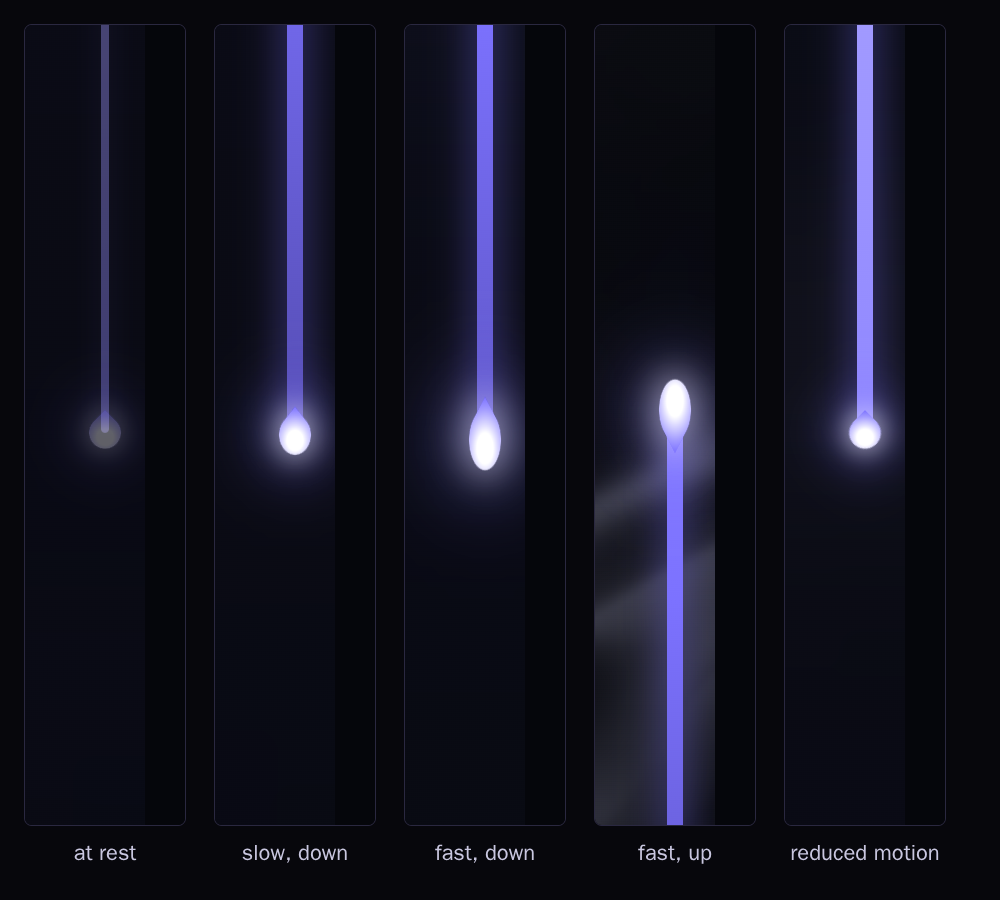 at rest
slow, down
fast, down
fast, up
reduced motion